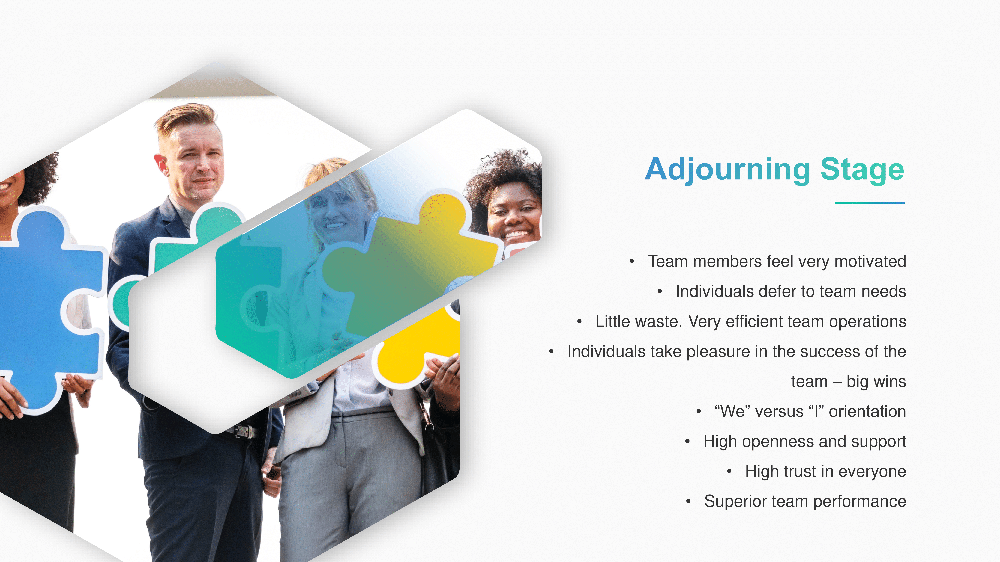 Adjourning Stage
• Team members feel very motivated
• Individuals defer to team needs
• Little waste. Very efficient team operations
• Individuals take pleasure in the success of the
team – big wins
• “We” versus “I” orientation
• High openness and support
• High trust in everyone
• Superior team performance